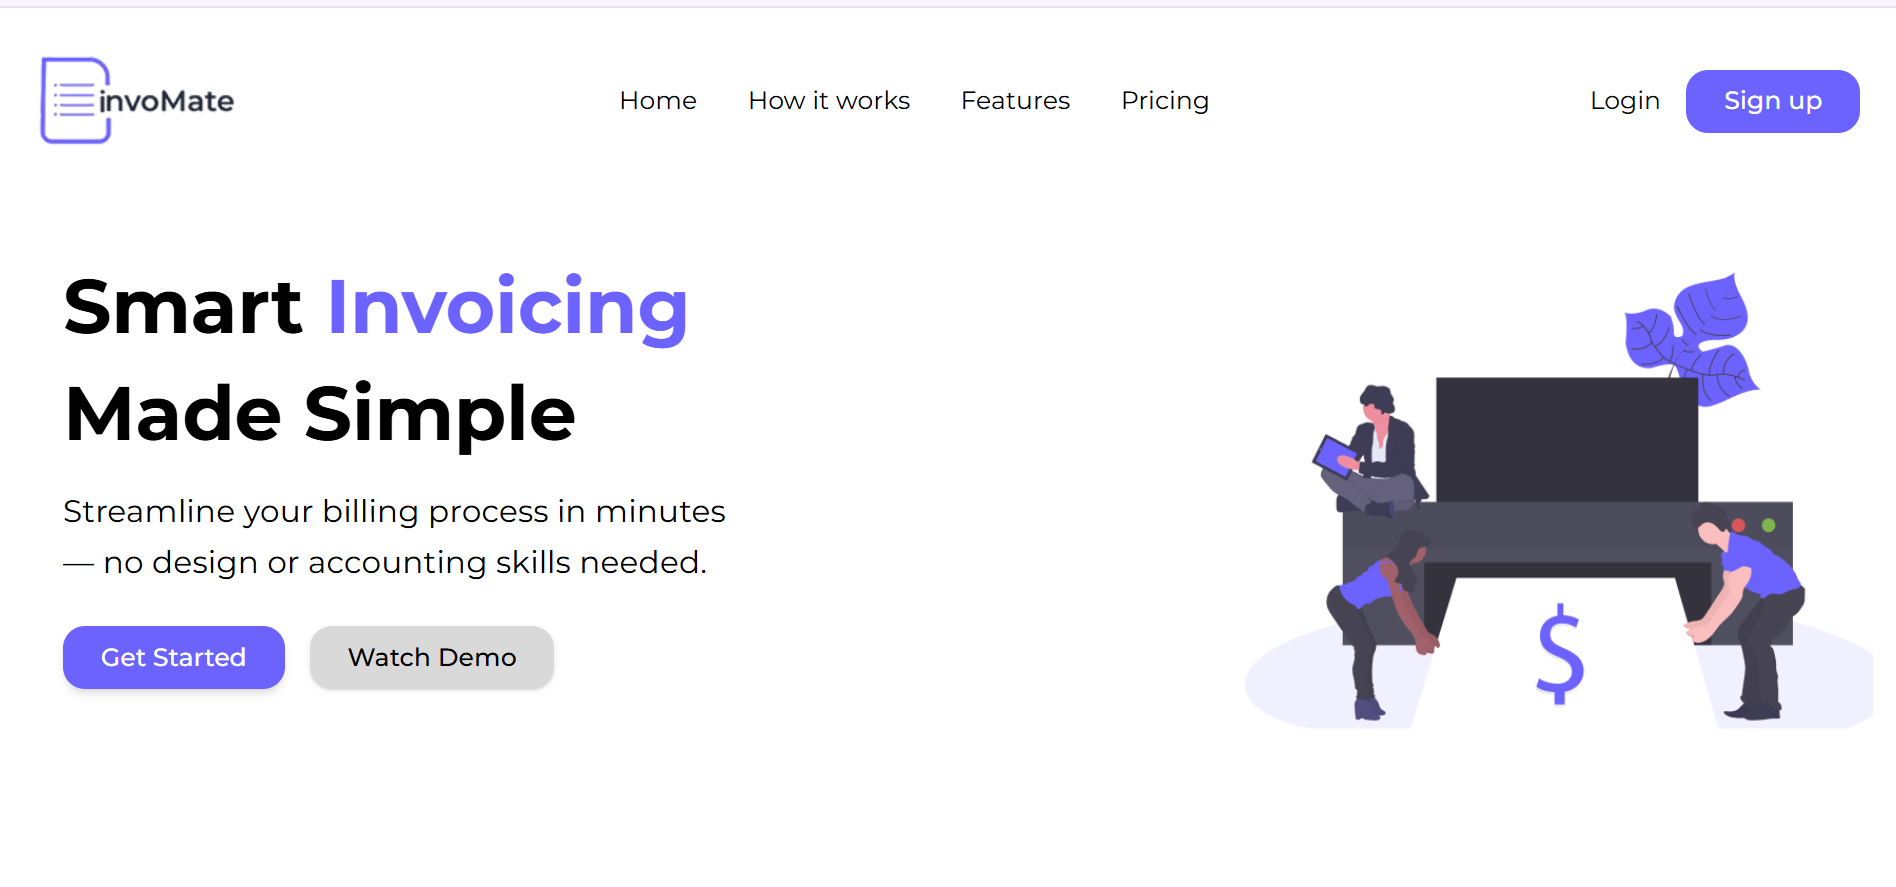 invoMate
Home
How it works
Features
Pricing
Login
Sign up
Smart Invoicing
Made Simple
Streamline your billing process in minutes
— no design or accounting skills needed.
Get Started
Watch Demo
$